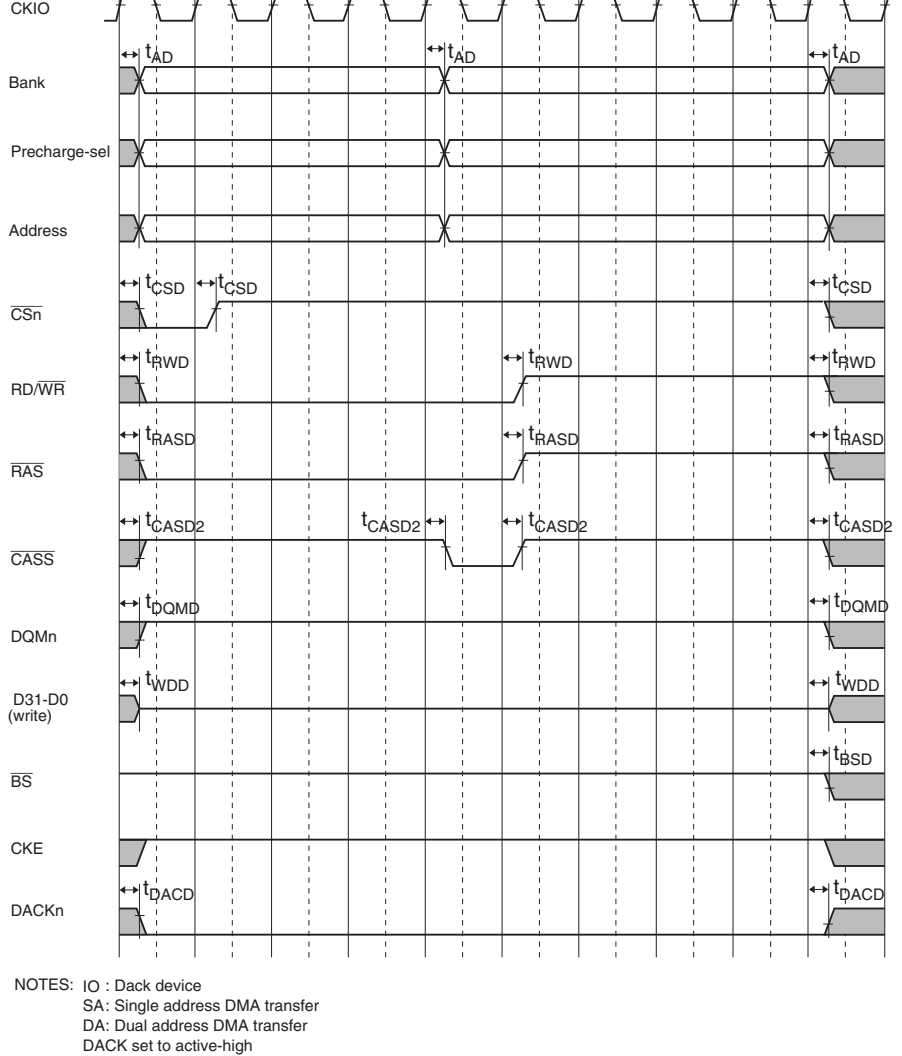 CKIO
tAD tAD tAD
Bank
Precharge-sel
Address
tCSD tCSD tCSD
CSn
tRWD tRWD tRWD
RD/WR
tRASD tRASD tRASD
RAS
tCASD2 tCASD2 tCASD2 tCASD2
CASS
tDQMD tDQMD
DQMn
tWDD tWDD
D31-D0
(write)
tBSD
BS
CKE
tDACD tDACD
DACKn
NOTES: IO : Dack device
SA: Single address DMA transfer
DA: Dual address DMA transfer
DACK set to active-high